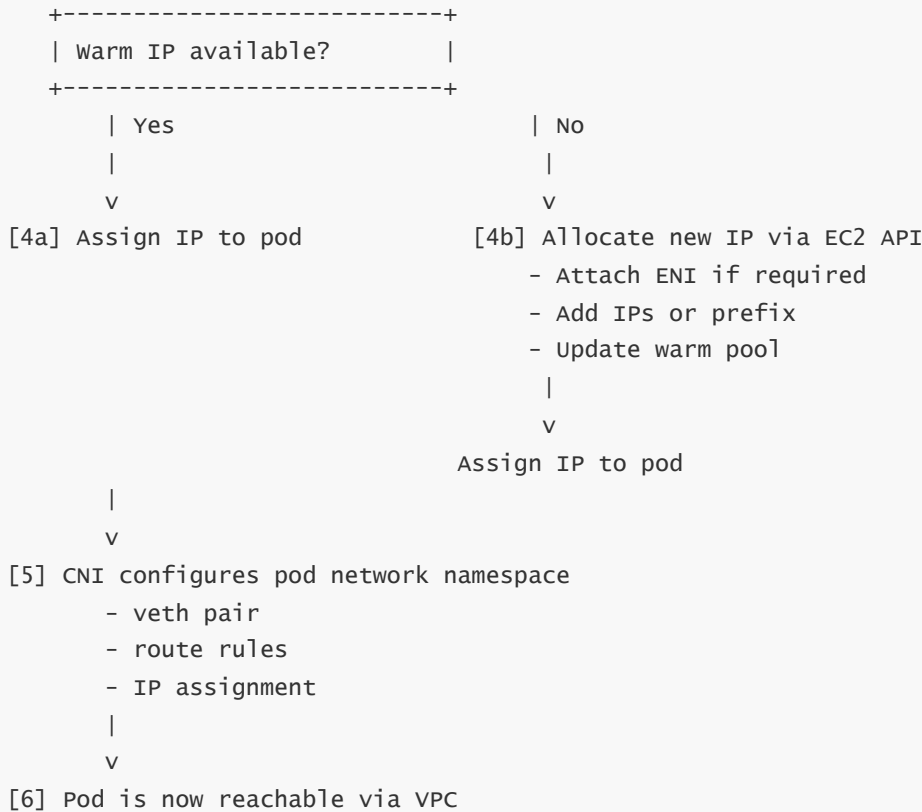 +---------------------------+
| Warm IP available?        |
+---------------------------+
| Yes                         | No
|                              |
v                              v
[4a] Assign IP to pod                [4b] Allocate new IP via EC2 API
- Attach ENI if required
- Add IPs or prefix
- Update warm pool
|
v
Assign IP to pod
|
v
[5] CNI configures pod network namespace
- veth pair
- route rules
- IP assignment
|
v
[6] Pod is now reachable via VPC